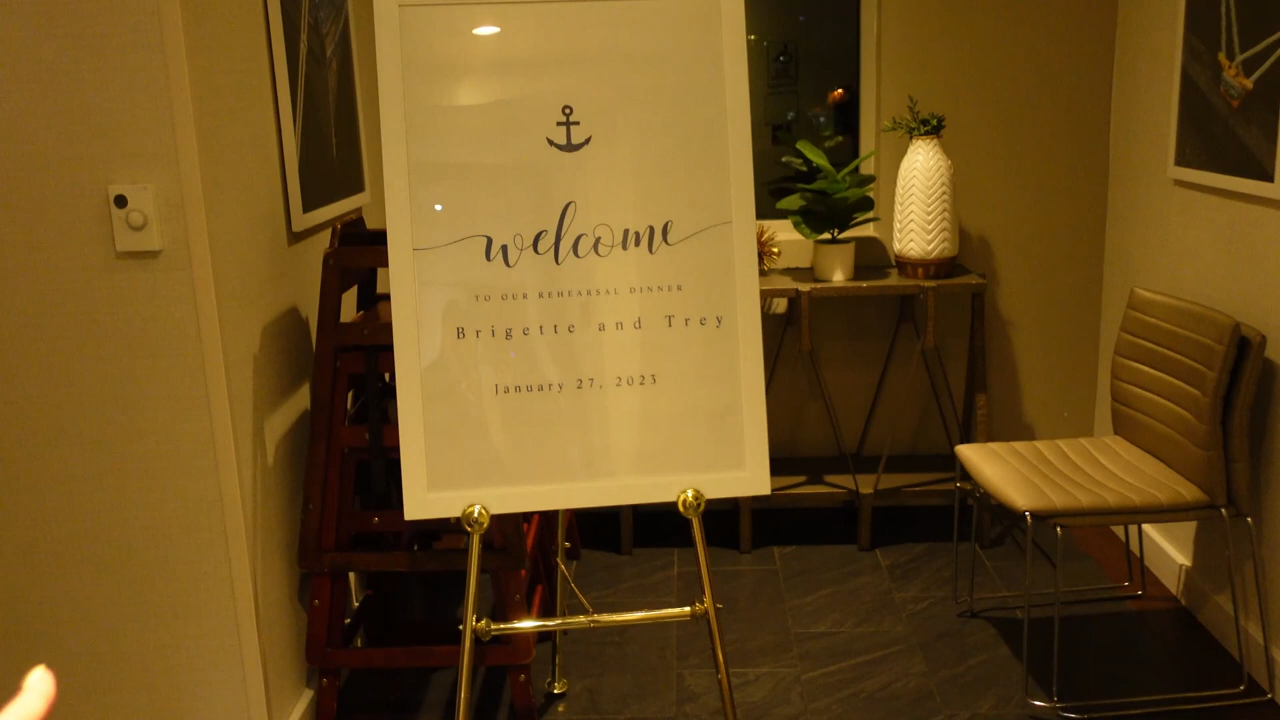 welcome
TO OUR REHEARSAL DINNER
Brigette and Trey
January 27, 2023